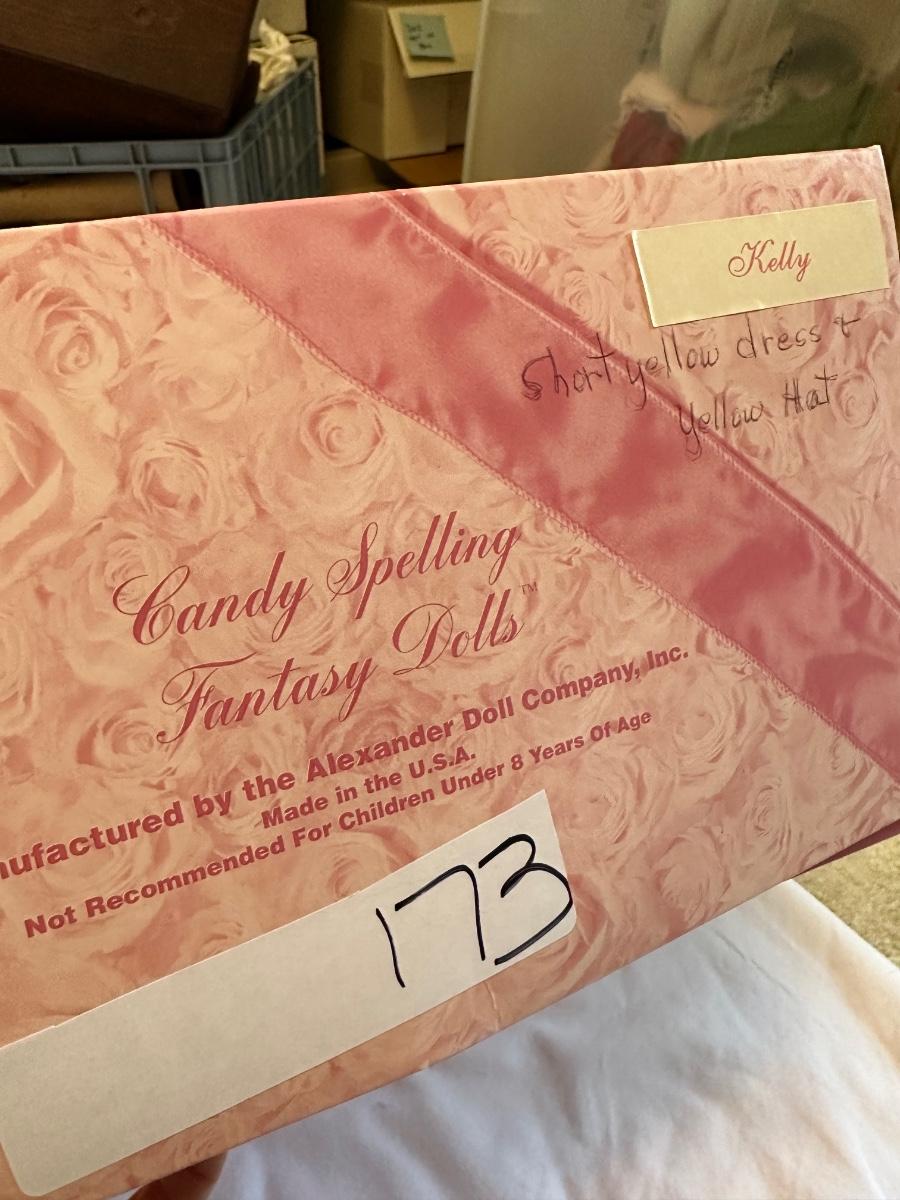 Kelly
Short yellow dress &
Yellow Hat
Candy Spelling
Fantasy Dolls™
nufactured by the Alexander Doll Company, Inc.
Made in the U.S.A.
Not Recommended For Children Under 8 Years Of Age
173